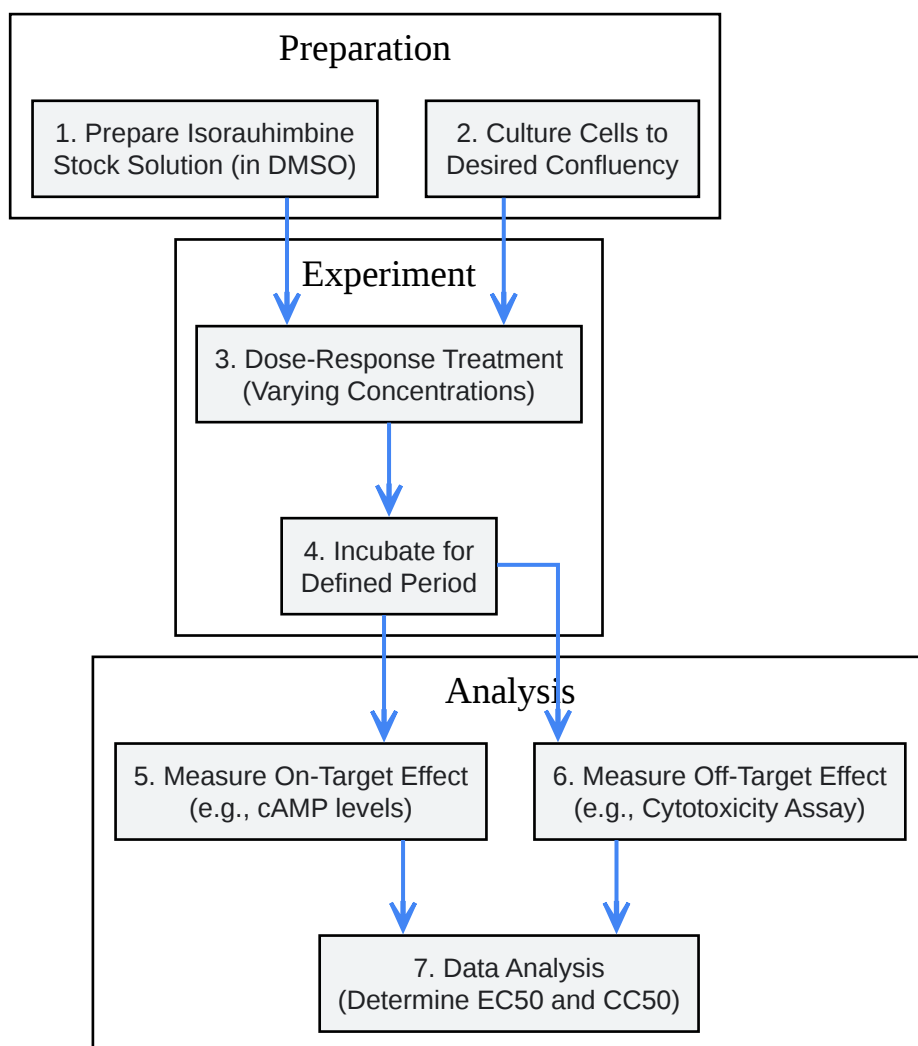 Preparation
1. Prepare Isorauhimbine
Stock Solution (in DMSO)
2. Culture Cells to
Desired Confluency
Experiment
3. Dose-Response Treatment
(Varying Concentrations)
4. Incubate for
Defined Period
Analysis
5. Measure On-Target Effect
(e.g., cAMP levels)
6. Measure Off-Target Effect
(e.g., Cytotoxicity Assay)
7. Data Analysis
(Determine EC50 and CC50)